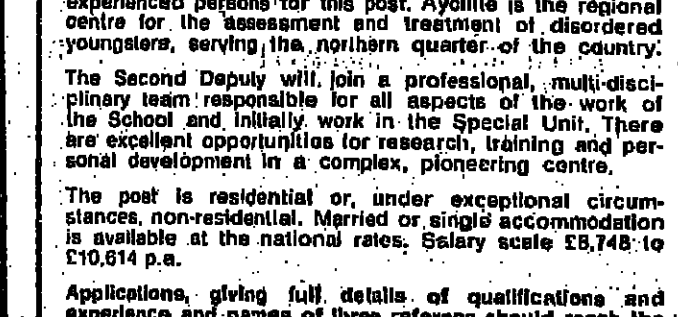 experienced persons for this post. Aycliffe is the regional
centre for the assessment and treatment of disordered
youngsters, serving the northern quarter of the country.
The Second Deputy will join a professional, multi-disci-
plinary team responsible for all aspects of the work of
the School and initially work in the Special Unit. There
are excellent opportunities for research, training and per-
sonal development in a complex, pioneering centre.
The post is residential or, under exceptional circum-
stances, non-residential. Married or single accommodation
is available at the national rates. Salary scale £8,748 to
£10,614 p.a.
Applications, giving full details of qualifications and
experience and names of three referees should reach the